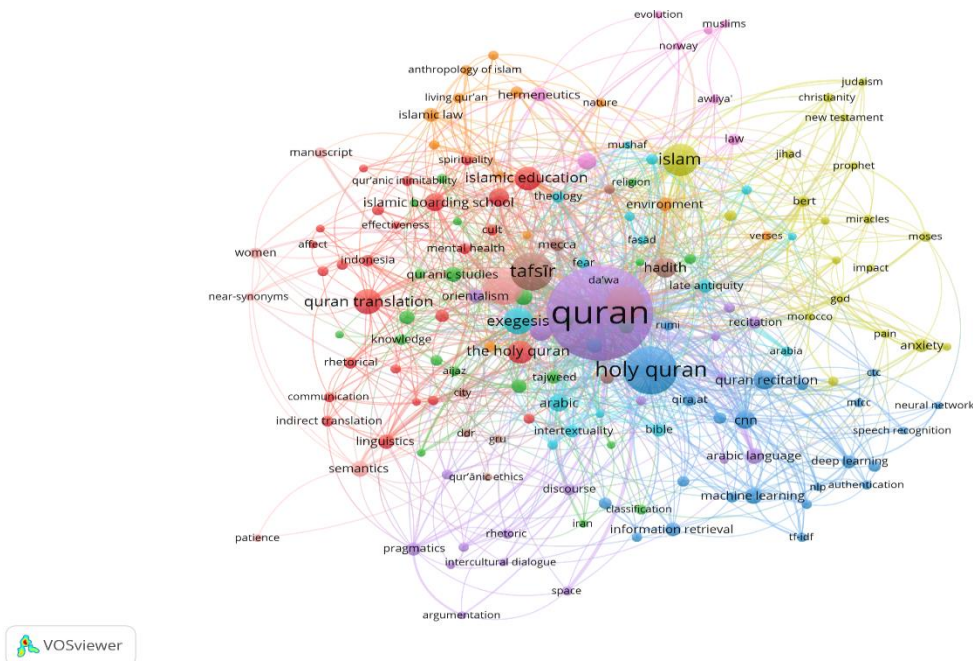 evolution
muslims
norway
anthropology of islam
judaism
living qur'an
hermeneutics
nature
awliya'
christianity
islamic law
new testament
law
mushaf
manuscript
islam
jihad
spirituality
prophet
qur'anic inimitability
islamic education
religion
theology
bert
islamic boarding school
environment
effectiveness
cult
verses
miracles
affect
mental health
mecca
fasad
moses
women
indonesia
fear
quranic studies
tafsīr
hadith
impact
da'wa
late antiquity
near-synonyms
quran translation
orientalism
god
quran
morocco
exegesis
rumi
recitation
pain
knowledge
anxiety
rhetorical
the holy quran
arabia
aijaz
holy quran
ctc
tajweed
quran recitation
communication
city
arabic
qira,at
mfcc
neural network
indirect translation
cnn
intertextuality
bible
speech recognition
linguistics
ddr
gru
arabic language
semantics
deep learning
qur'ānic ethics
discourse
machine learning
nlp
authentication
classification
iran
information retrieval
patience
rhetoric
tf-idf
pragmatics
intercultural dialogue
space
argumentation
VOSviewer